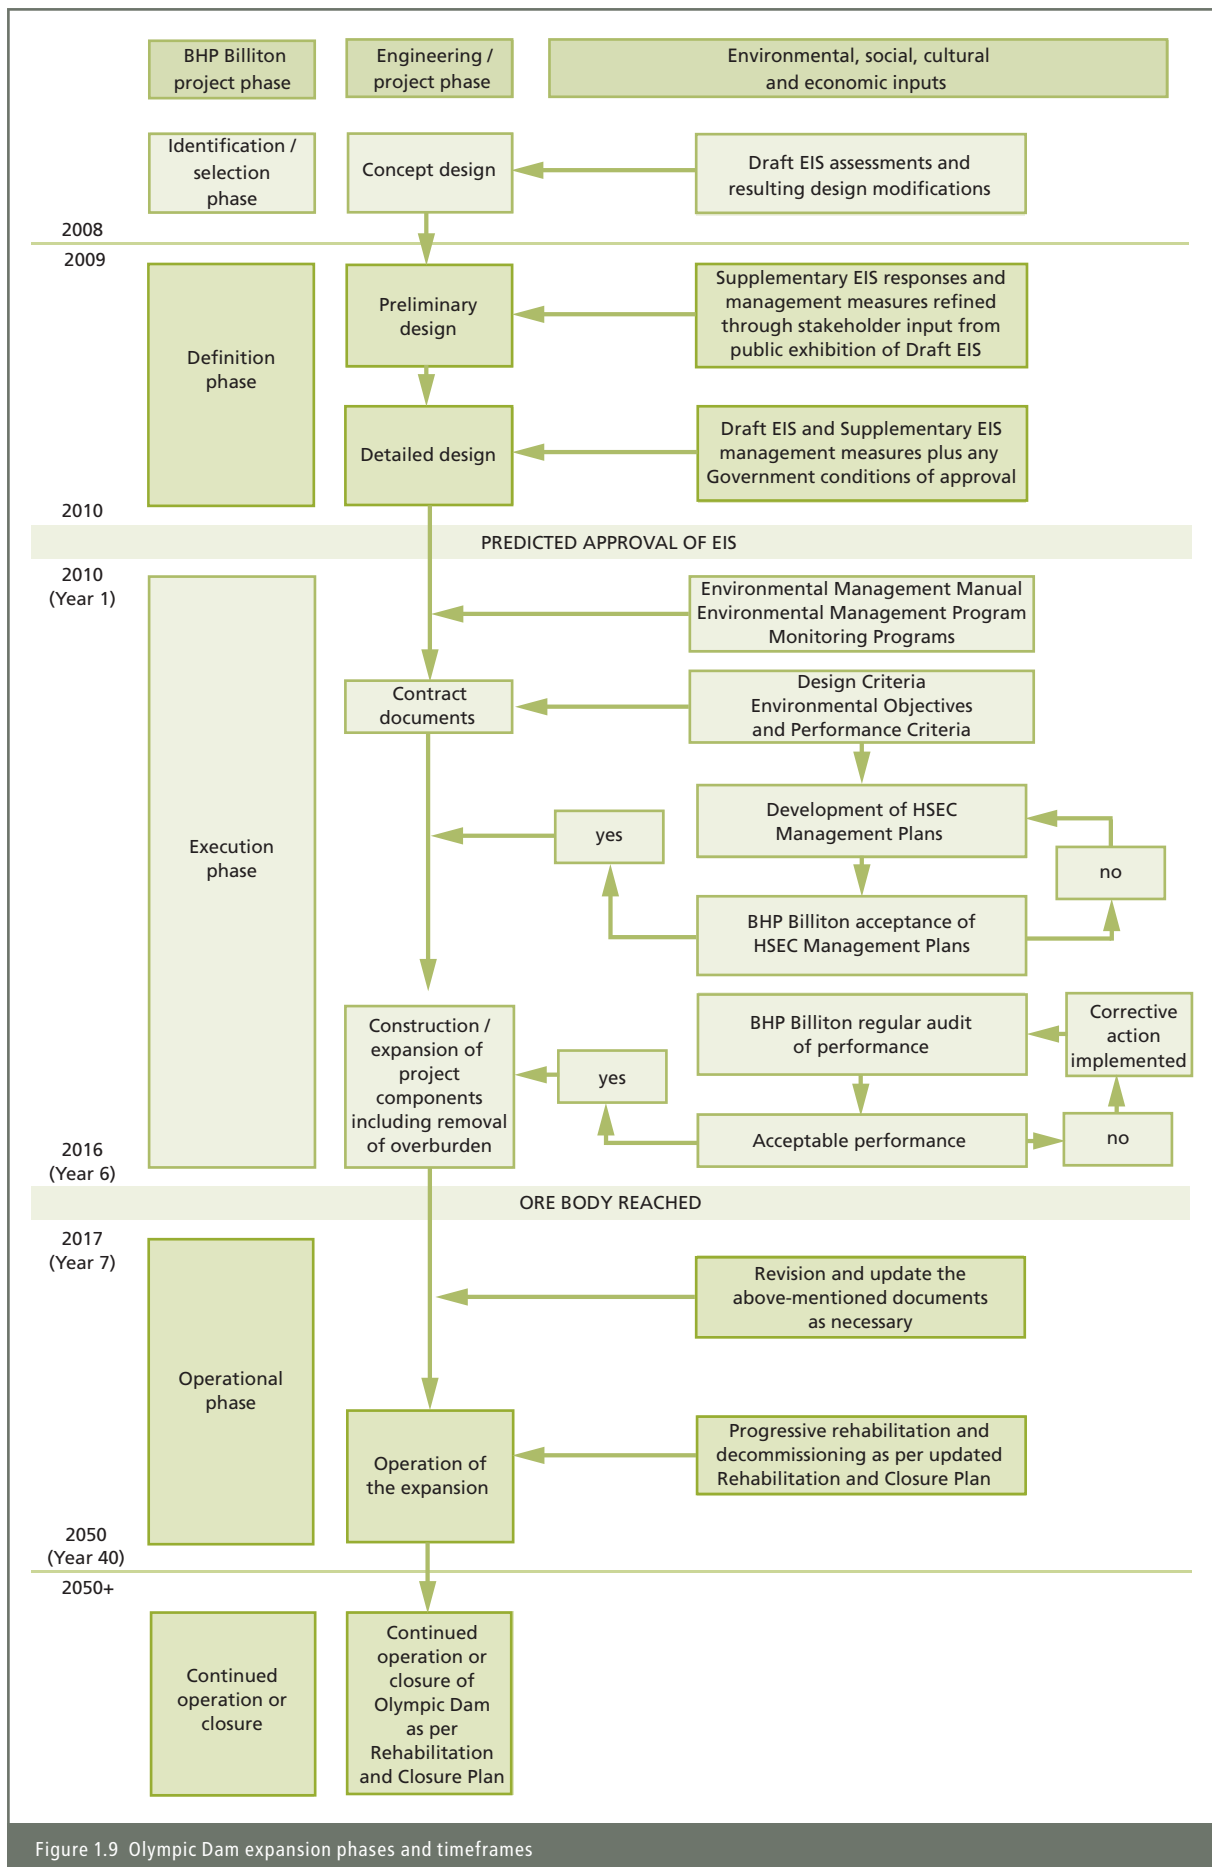 BHP Billiton
project phase
Engineering /
project phase
Environmental, social, cultural
and economic inputs
Identification /
selection
phase
Concept design
Draft EIS assessments and
resulting design modifications
2008
2009
Definition
phase
Preliminary
design
Supplementary EIS responses and
management measures refined
through stakeholder input from
public exhibition of Draft EIS
Detailed design
Draft EIS and Supplementary EIS
management measures plus any
Government conditions of approval
2010
PREDICTED APPROVAL OF EIS
2010
(Year 1)
Execution
phase
Environmental Management Manual
Environmental Management Program
Monitoring Programs
Contract
documents
Design Criteria
Environmental Objectives
and Performance Criteria
Development of HSEC
Management Plans
yes
no
BHP Billiton acceptance of
HSEC Management Plans
Construction /
expansion of
project
components
including removal
of overburden
BHP Billiton regular audit
of performance
Corrective
action
implemented
yes
Acceptable performance
no
2016
(Year 6)
ORE BODY REACHED
2017
(Year 7)
Operational
phase
Revision and update the
above-mentioned documents
as necessary
Operation of
the expansion
Progressive rehabilitation and
decommissioning as per updated
Rehabilitation and Closure Plan
2050
(Year 40)
2050+
Continued
operation or
closure
Continued
operation or
closure of
Olympic Dam
as per
Rehabilitation
and Closure Plan
Figure 1.9 Olympic Dam expansion phases and timeframes